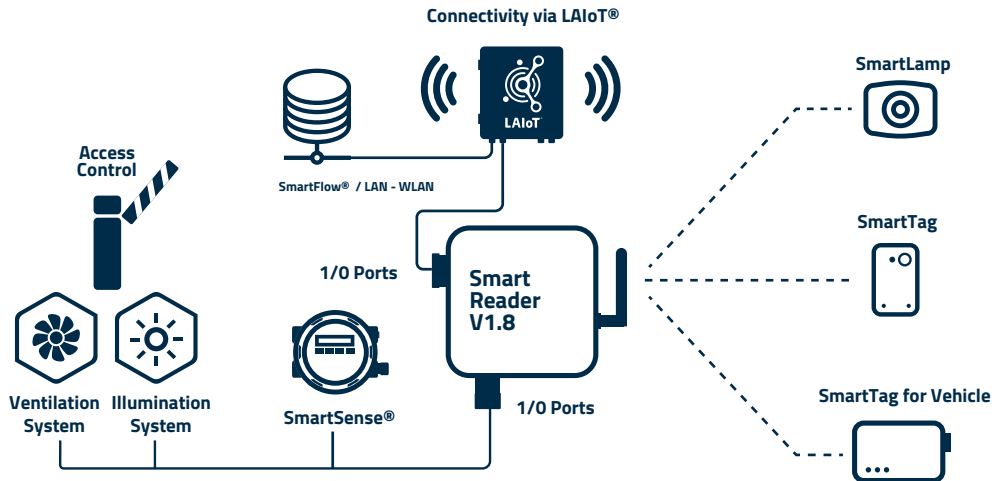 Connectivity via LAIoT®
LAIoT
SmartLamp
Access
Control
SmartFlow® / LAN - WLAN
SmartTag
1/0 Ports
Smart
Reader
V1.8
Ventilation
System
Illumination
System
SmartSense®
1/0 Ports
SmartTag for Vehicle